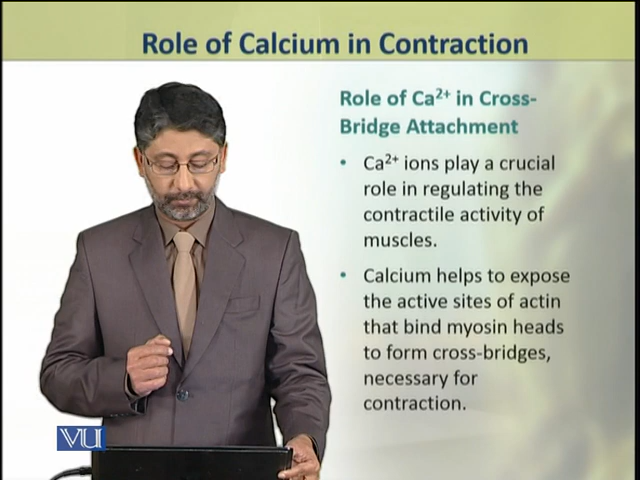 Role of Calcium in Contraction
Role of Ca²⁺ in Cross-
Bridge Attachment
• Ca²⁺ ions play a crucial
role in regulating the
contractile activity of
muscles.
• Calcium helps to expose
the active sites of actin
that bind myosin heads
to form cross-bridges,
necessary for
contraction.
VU